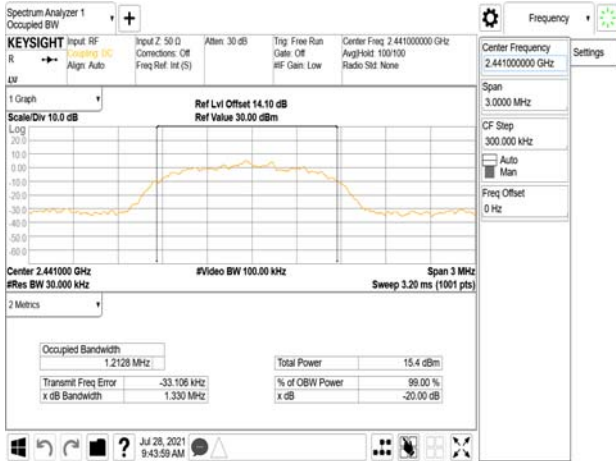 Spectrum Analyzer 1
Occupied BW
Frequency
KEYSIGHT
R
Input: RF
Coupling: DC
Align: Auto
Input Z: 50 Ω
Corrections: Off
Freq Ref: Int (S)
Atten: 30 dB
Trig: Free Run
Gate: Off
#IF Gain: Low
Center Freq: 2.441000000 GHz
Avg|Hold: 100/100
Radio Std: None
Center Frequency
2.441000000 GHz
Settings
Span
3.0000 MHz
CF Step
300.000 kHz
Auto
Man
Freq Offset
0 Hz
1 Graph
Scale/Div 10.0 dB
Ref Lvl Offset 14.10 dB
Ref Value 30.00 dBm
Log
20.0
10.0
0.00
-10.0
-20.0
-30.0
-40.0
-50.0
-60.0
Center 2.441000 GHz
#Res BW 30.000 kHz
#Video BW 100.00 kHz
Span 3 MHz
Sweep 3.20 ms (1001 pts)
2 Metrics
Occupied Bandwidth
1.2128 MHz
Total Power 15.4 dBm
Transmit Freq Error -33.106 kHz
% of OBW Power 99.00 %
x dB Bandwidth 1.330 MHz
x dB -20.00 dB
?
Jul 28, 2021
9:43:59 AM